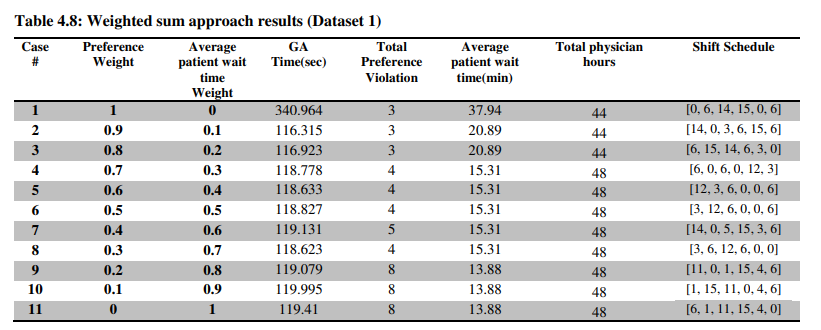 Table 4.8: Weighted sum approach results (Dataset 1)
Case # Preference Weight Average patient wait time Weight GA Time(sec) Total Preference Violation Average patient wait time(min) Total physician hours Shift Schedule
1 1 0 340.964 3 37.94 44 [0, 6, 14, 15, 0, 6]
2 0.9 0.1 116.315 3 20.89 44 [14, 0, 3, 6, 15, 6]
3 0.8 0.2 116.923 3 20.89 44 [6, 15, 14, 6, 3, 0]
4 0.7 0.3 118.778 4 15.31 48 [6, 0, 6, 0, 12, 3]
5 0.6 0.4 118.633 4 15.31 48 [12, 3, 6, 0, 0, 6]
6 0.5 0.5 118.827 4 15.31 48 [3, 12, 6, 0, 0, 6]
7 0.4 0.6 119.131 5 15.31 48 [14, 0, 5, 15, 3, 6]
8 0.3 0.7 118.623 4 15.31 48 [3, 6, 12, 6, 0, 0]
9 0.2 0.8 119.079 8 13.88 48 [11, 0, 1, 15, 4, 6]
10 0.1 0.9 119.995 8 13.88 48 [1, 15, 11, 0, 4, 6]
11 0 1 119.41 8 13.88 48 [6, 1, 11, 15, 4, 0]